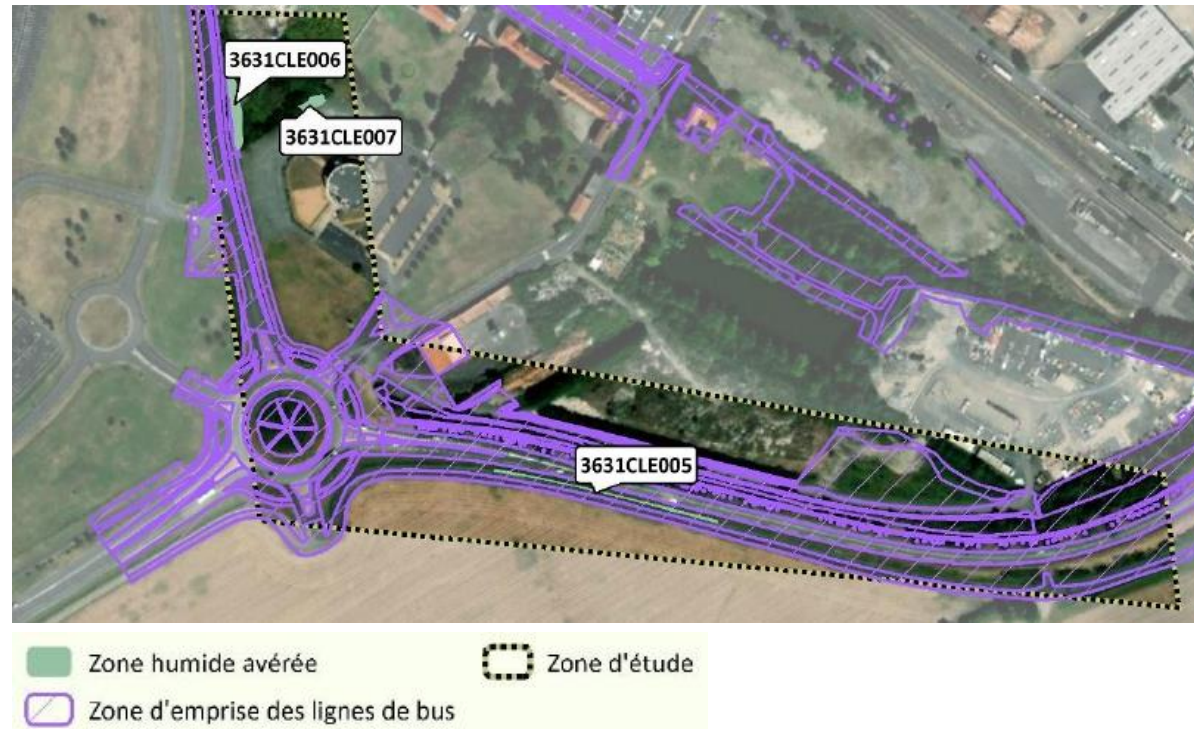 3631CLE006
3631CLE007
3631CLE005
Zone humide avérée
Zone d'étude
Zone d'emprise des lignes de bus